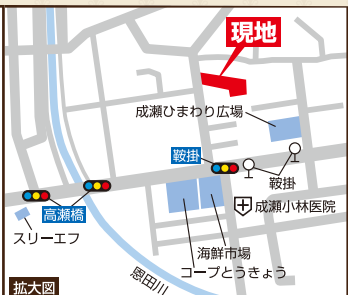 現地
成瀬ひまわり広場
鞍掛
鞍掛
高瀬橋
成瀬小林医院
スリーエフ
海鮮市場
コープとうきょう
恩田川
拡大図